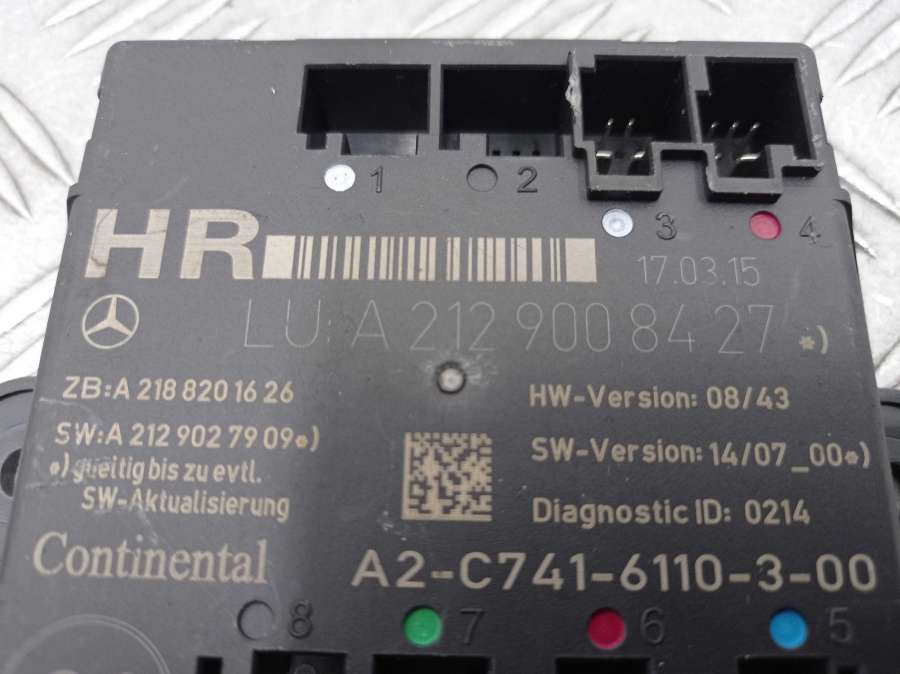 1 2 3 4
HR
17.03.15
LU: A 212 900 84 27 *)
ZB:A 218 820 16 26
HW-Version: 08/43
SW:A 212 902 79 09*)
SW-Version: 14/07_00*)
*) gueltig bis zu evtl.
SW-Aktualisierung
Diagnostic ID: 0214
Continental
A2-C741-6110-3-00
8 7 6 5